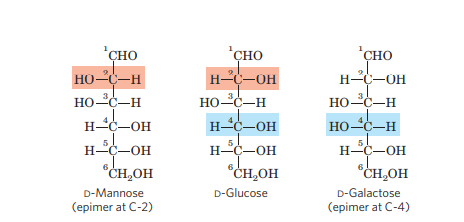 1CHO 1CHO 1CHO
HO—2C—H H—2C—OH H—2C—OH
HO—3C—H HO—3C—H HO—3C—H
H—4C—OH H—4C—OH HO—4C—H
H—5C—OH H—5C—OH H—5C—OH
6CH₂OH 6CH₂OH 6CH₂OH
D-Mannose D-Glucose D-Galactose
(epimer at C-2) (epimer at C-4)